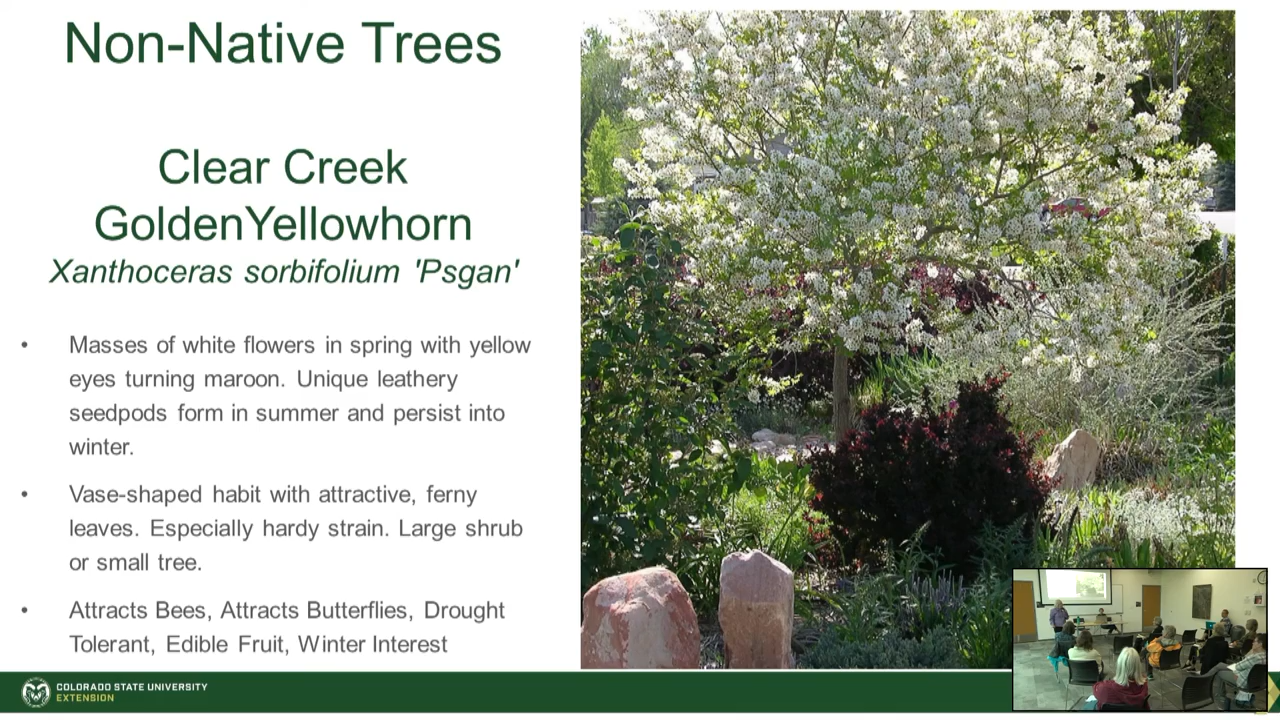 Non-Native Trees
Clear Creek
GoldenYellowhorn
Xanthoceras sorbifolium 'Psgan'
• Masses of white flowers in spring with yellow
eyes turning maroon. Unique leathery
seedpods form in summer and persist into
winter.
• Vase-shaped habit with attractive, ferny
leaves. Especially hardy strain. Large shrub
or small tree.
• Attracts Bees, Attracts Butterflies, Drought
Tolerant, Edible Fruit, Winter Interest
COLORADO STATE UNIVERSITY
EXTENSION